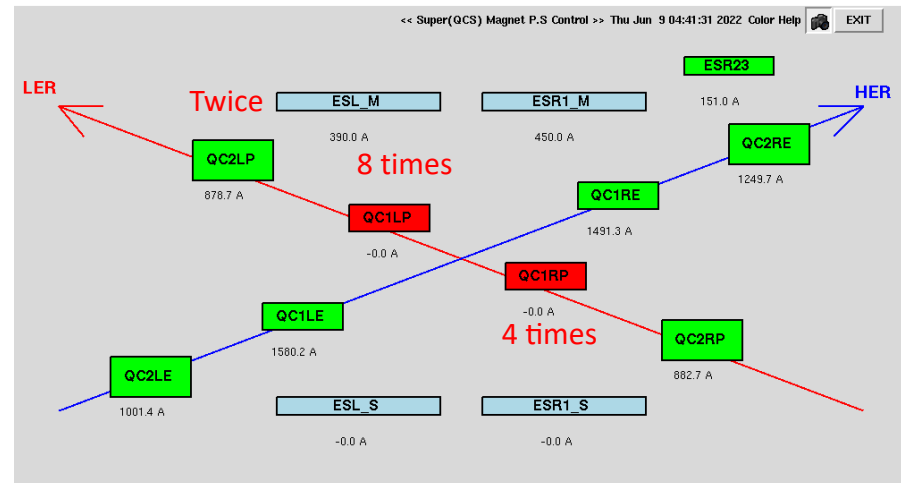 << Super(QCS) Magnet P.S Control >> Thu Jun 9 04:41:31 2022 Color Help EXIT
ESR23
151.0 A
LER
HER
Twice
ESL_M
ESR1_M
390.0 A
450.0 A
QC2RE
1249.7 A
QC2LP
878.7 A
8 times
QC1RE
1491.3 A
QC1LP
-0.0 A
QC1RP
-0.0 A
QC1LE
1580.2 A
4 times
QC2RP
882.7 A
QC2LE
1001.4 A
ESL_S
ESR1_S
-0.0 A
-0.0 A